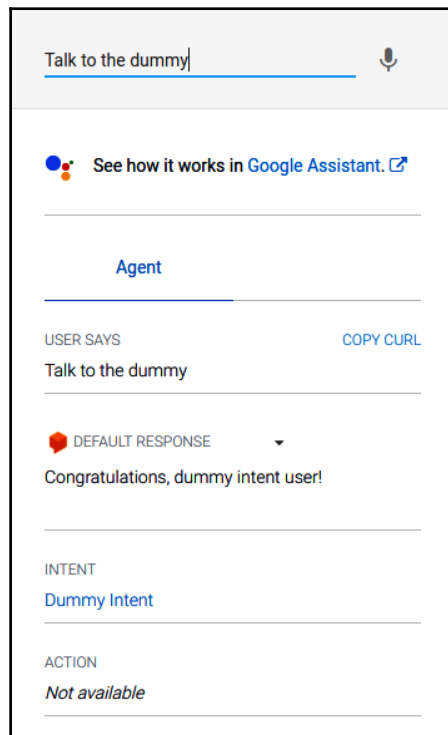 Talk to the dummy
See how it works in Google Assistant.
Agent
USER SAYS COPY CURL
Talk to the dummy
DEFAULT RESPONSE
Congratulations, dummy intent user!
INTENT
Dummy Intent
ACTION
Not available